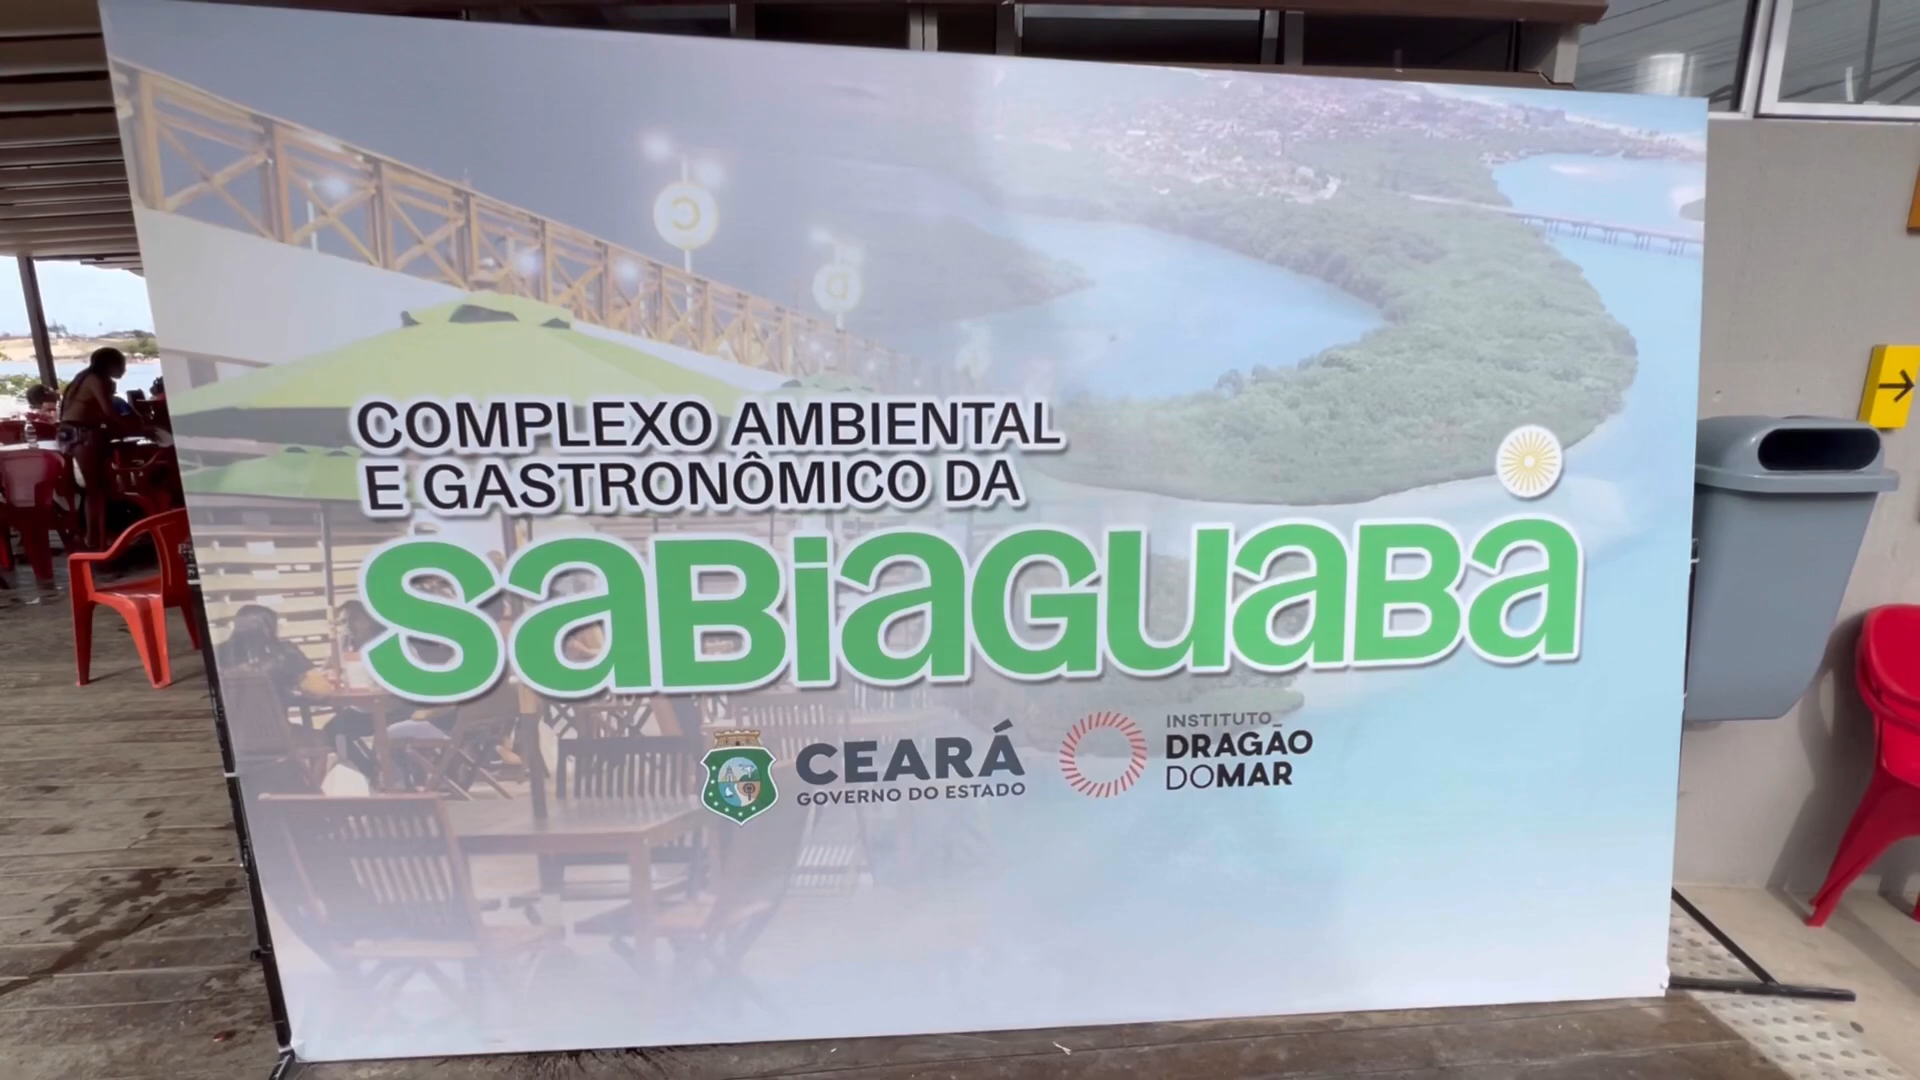 C
D
COMPLEXO AMBIENTAL
E GASTRONÔMICO DA
SABIAGUABA
CEARÁ
GOVERNO DO ESTADO
INSTITUTO_
DRAGÃO
DOMAR